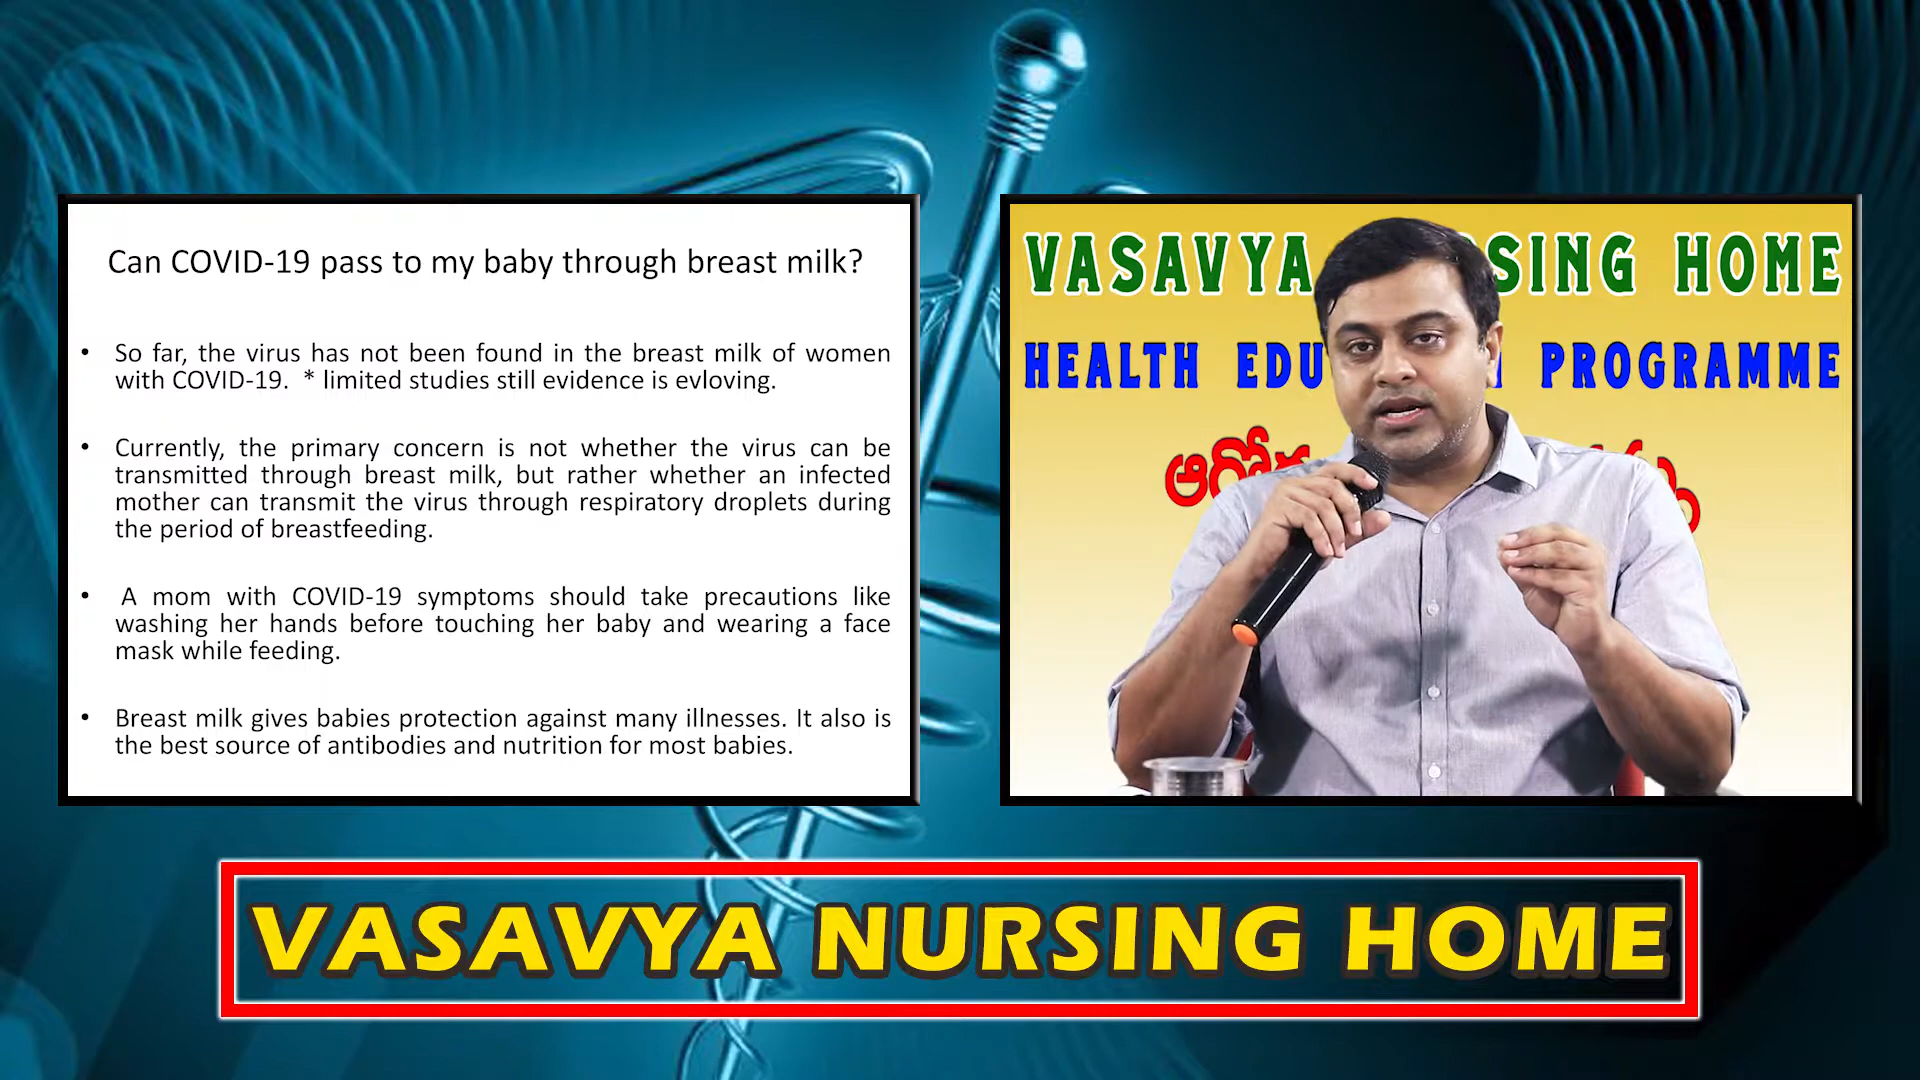 Can COVID-19 pass to my baby through breast milk?
• So far, the virus has not been found in the breast milk of women
with COVID-19. * limited studies still evidence is evloving.
• Currently, the primary concern is not whether the virus can be
transmitted through breast milk, but rather whether an infected
mother can transmit the virus through respiratory droplets during
the period of breastfeeding.
• A mom with COVID-19 symptoms should take precautions like
washing her hands before touching her baby and wearing a face
mask while feeding.
• Breast milk gives babies protection against many illnesses. It also is
the best source of antibodies and nutrition for most babies.
VASAVYA HOME
HEALTH PROGRAMME
VASAVYA NURSING HOME